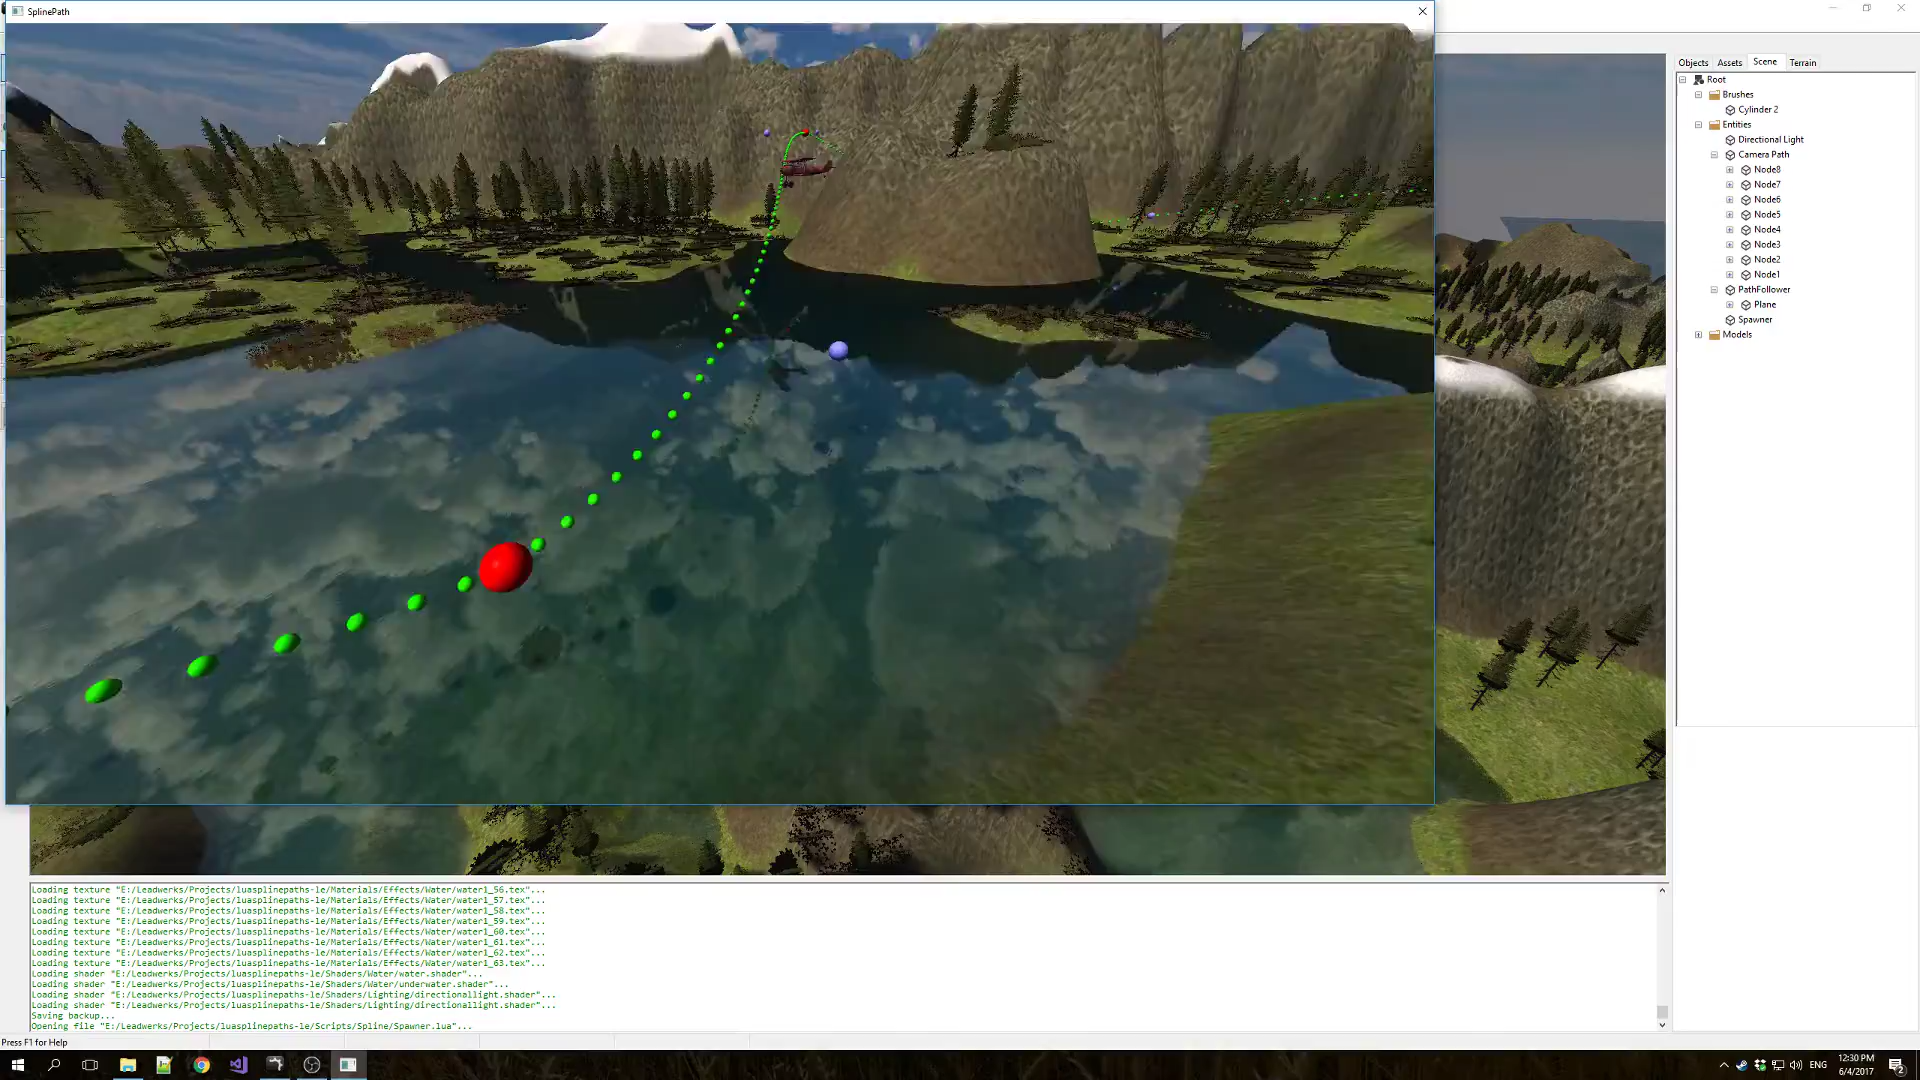 SplinePath
Objects Assets Scene Terrain
Root
Brushes
Cylinder 2
Entities
Directional Light
Camera Path
Node8
Node7
Node6
Node5
Node4
Node3
Node2
Node1
PathFollower
Plane
Spawner
Models
Loading texture "E:/Leadwerks/Projects/luasplinepaths-le/Materials/Effects/Water/water1_56.tex"...
Loading texture "E:/Leadwerks/Projects/luasplinepaths-le/Materials/Effects/Water/water1_57.tex"...
Loading texture "E:/Leadwerks/Projects/luasplinepaths-le/Materials/Effects/Water/water1_58.tex"...
Loading texture "E:/Leadwerks/Projects/luasplinepaths-le/Materials/Effects/Water/water1_59.tex"...
Loading texture "E:/Leadwerks/Projects/luasplinepaths-le/Materials/Effects/Water/water1_60.tex"...
Loading texture "E:/Leadwerks/Projects/luasplinepaths-le/Materials/Effects/Water/water1_61.tex"...
Loading texture "E:/Leadwerks/Projects/luasplinepaths-le/Materials/Effects/Water/water1_62.tex"...
Loading texture "E:/Leadwerks/Projects/luasplinepaths-le/Materials/Effects/Water/water1_63.tex"...
Loading shader "E:/Leadwerks/Projects/luasplinepaths-le/Shaders/Water/water.shader"...
Loading shader "E:/Leadwerks/Projects/luasplinepaths-le/Shaders/Water/underwater.shader"...
Loading shader "E:/Leadwerks/Projects/luasplinepaths-le/Shaders/Lighting/directionallight.shader"...
Loading shader "E:/Leadwerks/Projects/luasplinepaths-le/Shaders/Lighting/directionallight.shader"...
Saving backup...
Opening file "E:/Leadwerks/Projects/luasplinepaths-le/Scripts/Spline/Spawner.lua"...
Press F1 for Help
ENG
12:30 PM
6/4/2017
2